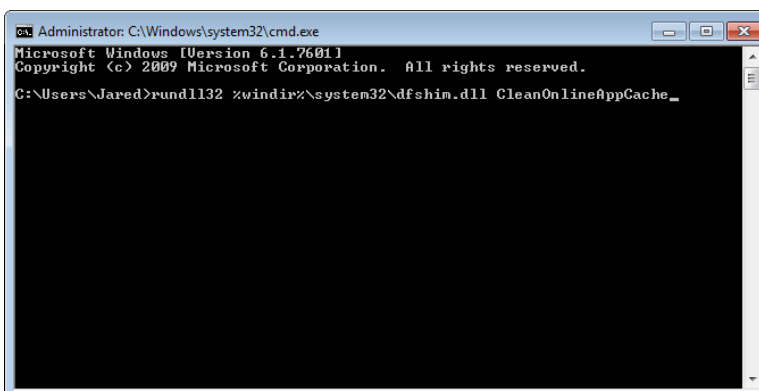 Administrator: C:\Windows\system32\cmd.exe
Microsoft Windows [Version 6.1.7601]
Copyright (c) 2009 Microsoft Corporation.  All rights reserved.
C:\Users\Jared>rundll32 %windir%\system32\dfshim.dll CleanOnlineAppCache_